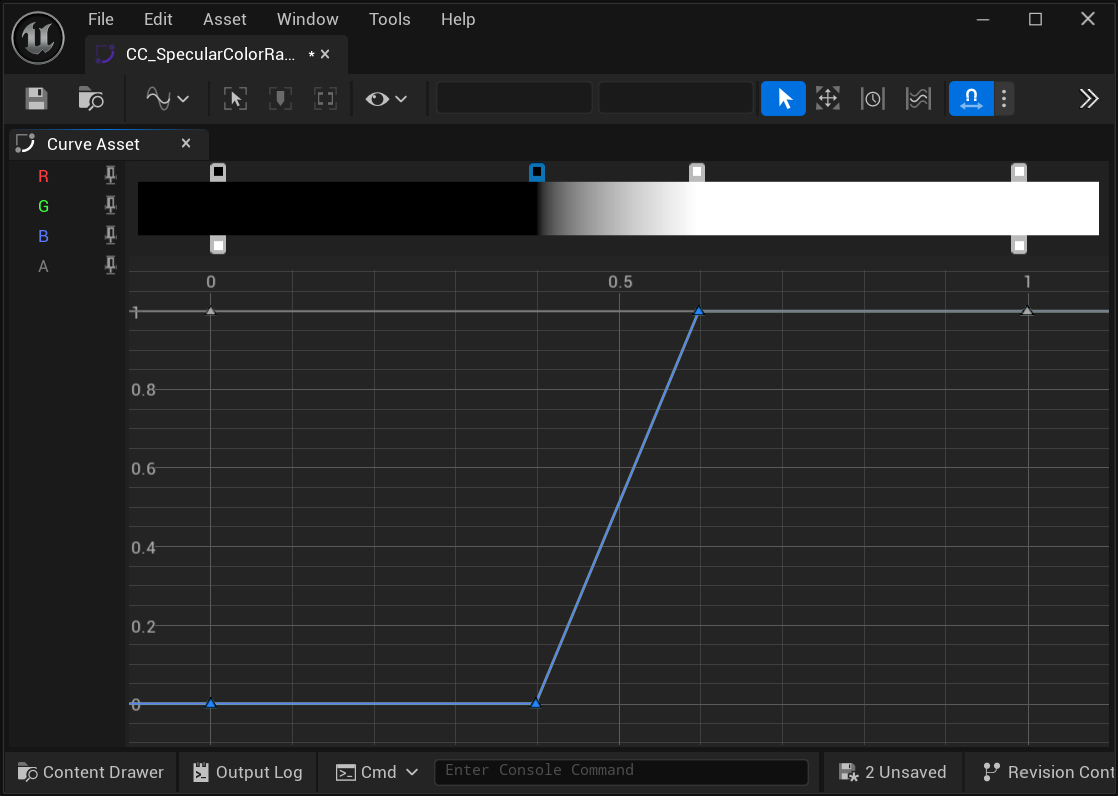 File Edit Asset Window Tools Help
CC_SpecularColorRa... *
Curve Asset
R
G
B
A
0 0.5 1
1
0.8
0.6
0.4
0.2
0
Content Drawer Output Log Cmd Enter Console Command 2 Unsaved Revision Cont